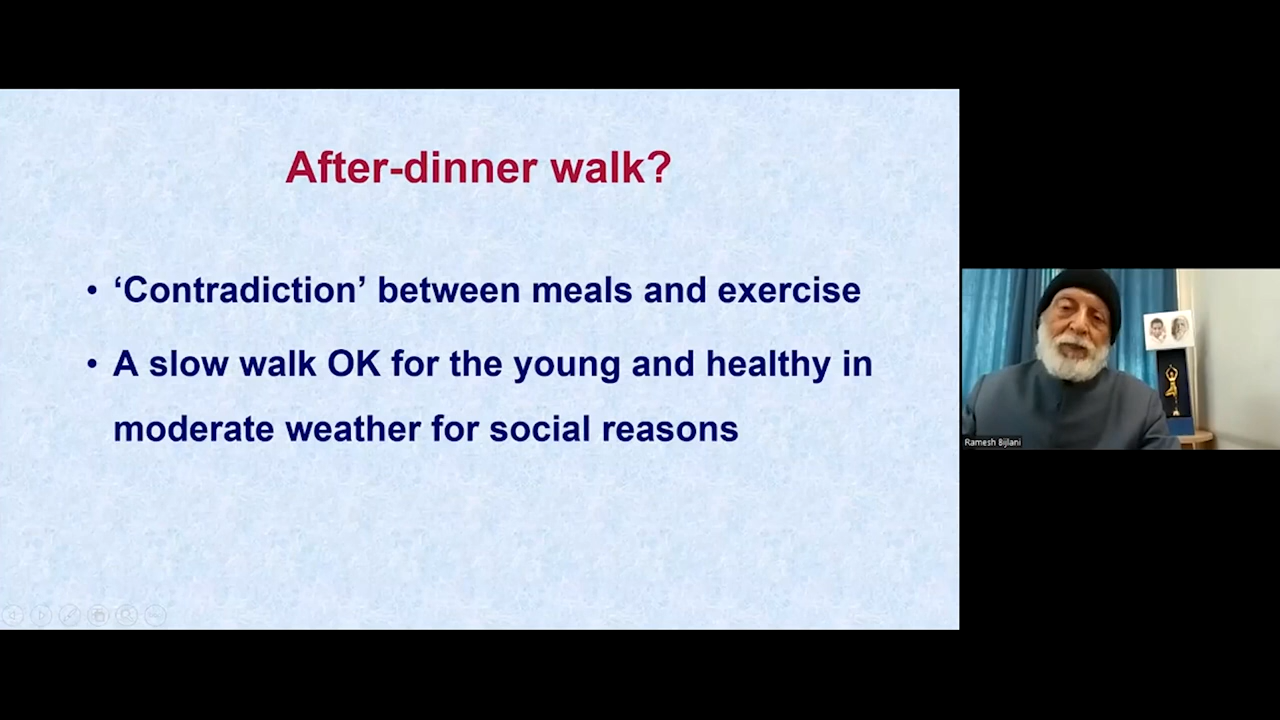 After-dinner walk?
• ‘Contradiction’ between meals and exercise
• A slow walk OK for the young and healthy in
moderate weather for social reasons
Ramesh Bijlani